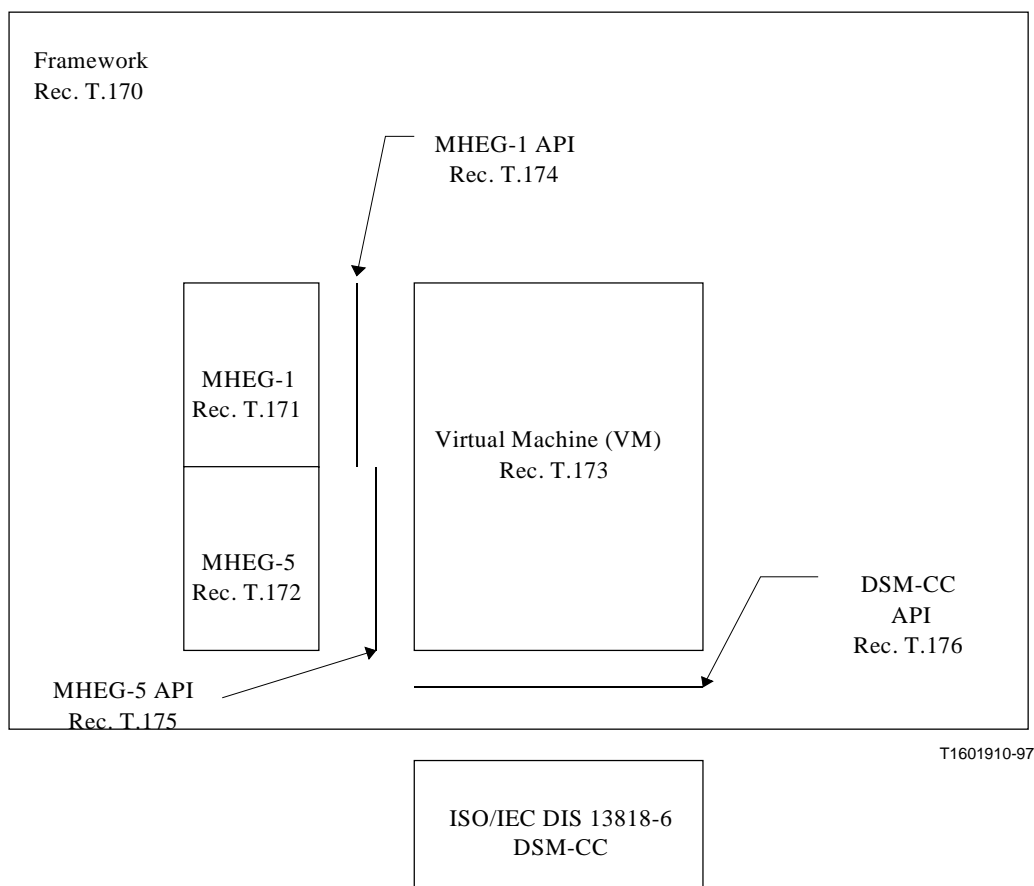 Framework
Rec. T.170
MHEG-1 API
Rec. T.174
MHEG-1
Rec. T.171
Virtual Machine (VM)
Rec. T.173
MHEG-5
Rec. T.172
DSM-CC
API
Rec. T.176
MHEG-5 API
Rec. T.175
T1601910-97
ISO/IEC DIS 13818-6
DSM-CC